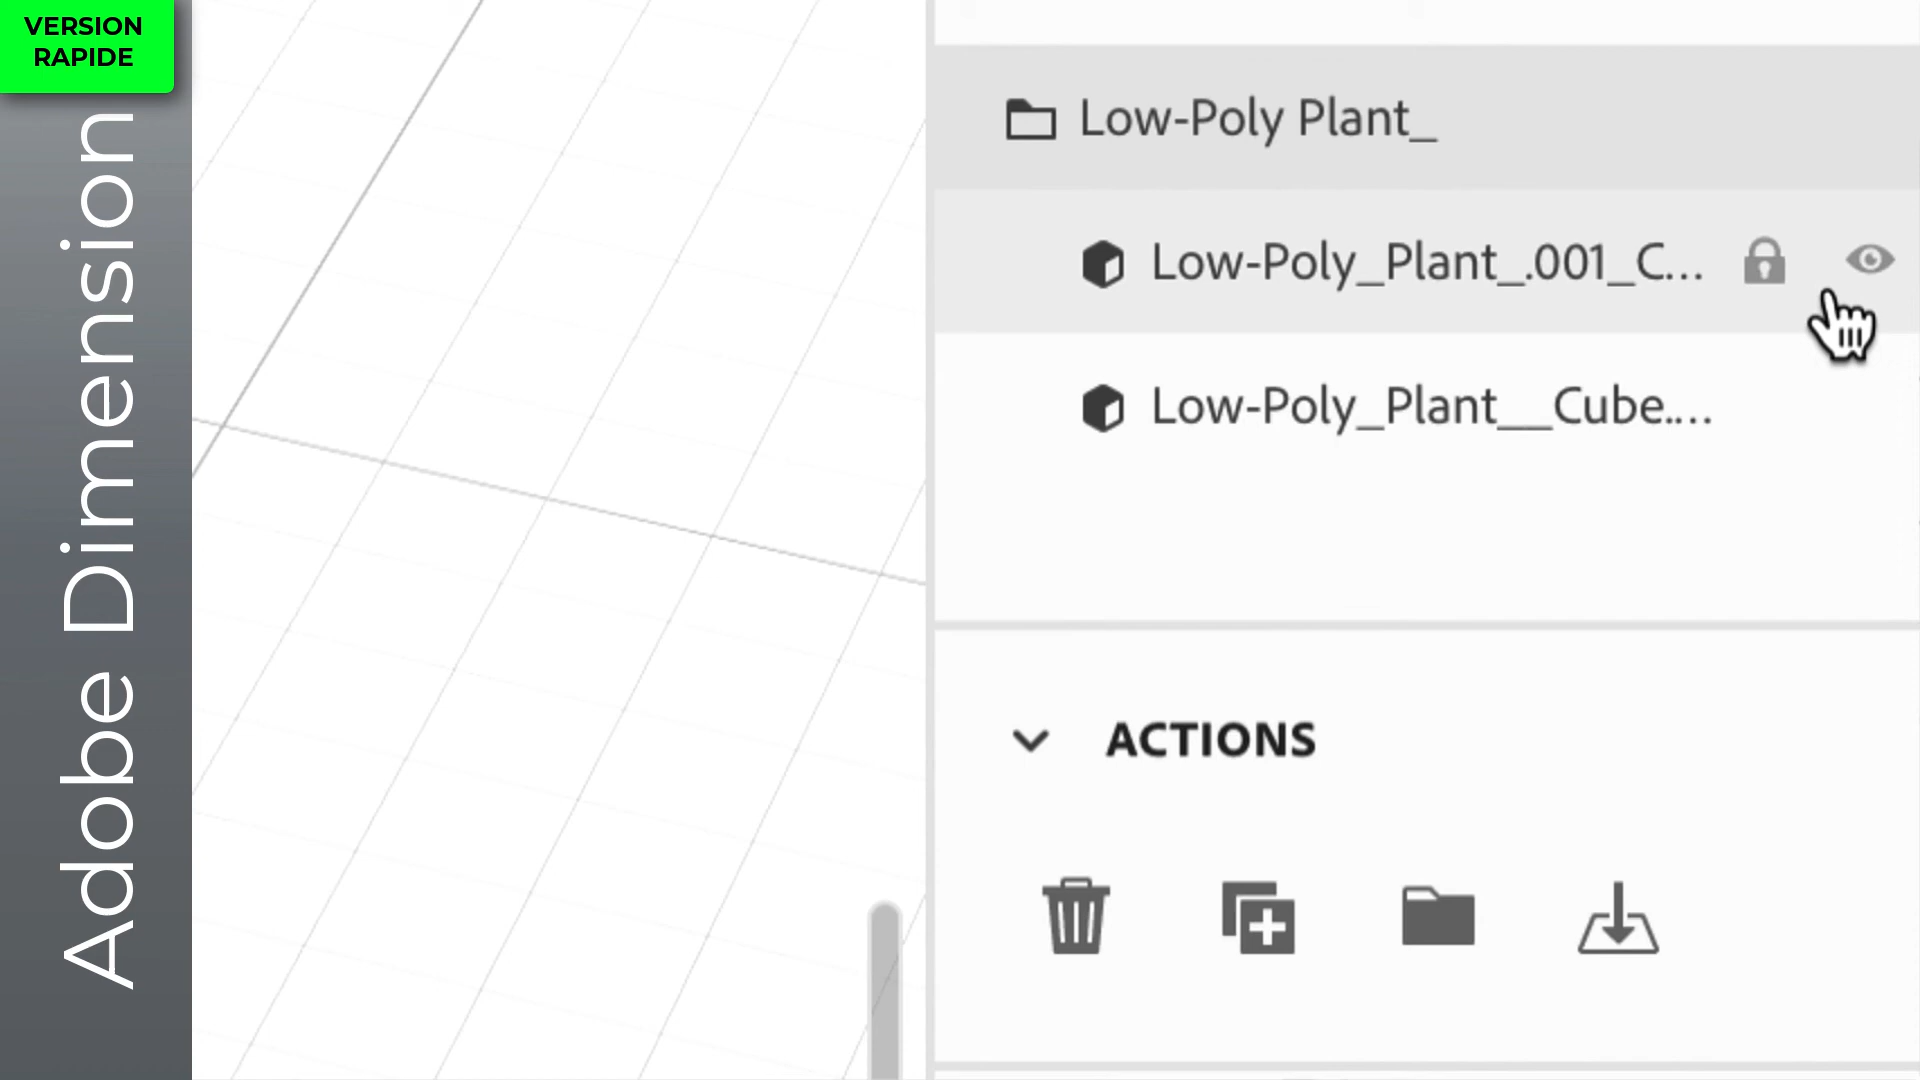 VERSION
RAPIDE
Adobe Dimension
Low-Poly Plant_
Low-Poly_Plant_.001_C...
Low-Poly_Plant__Cube....
ACTIONS